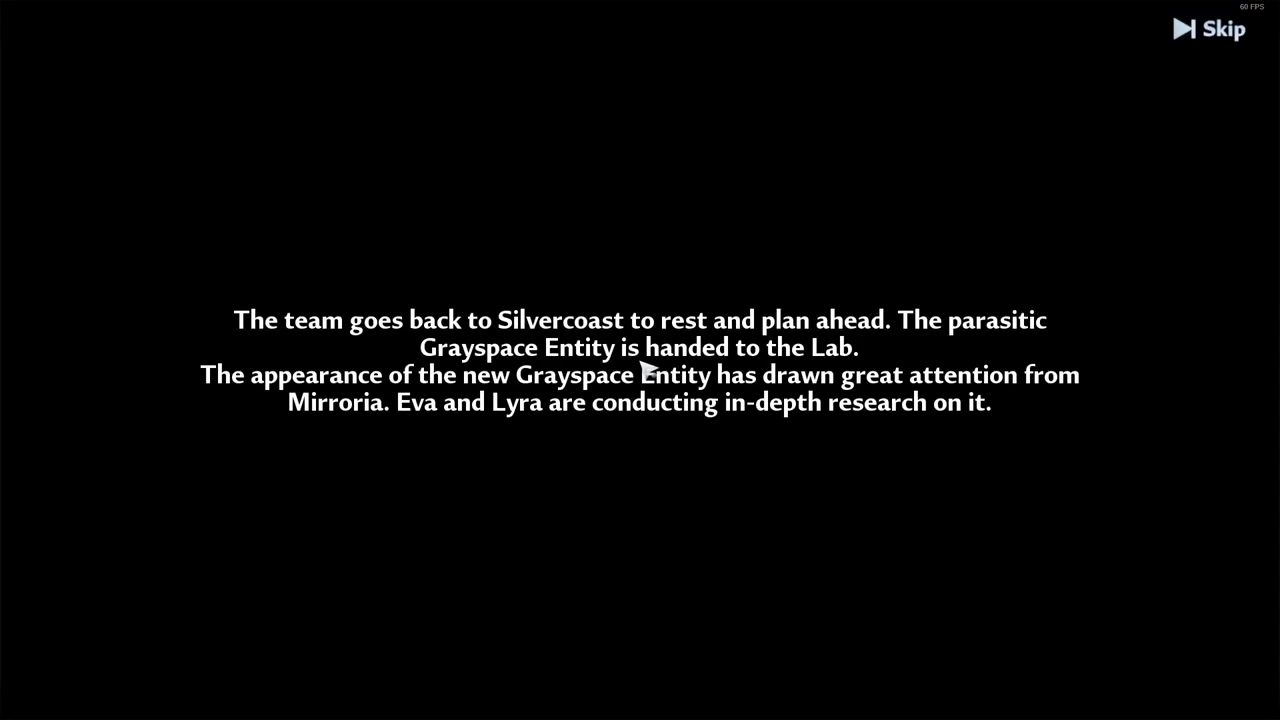 60 FPS
Skip
The team goes back to Silvercoast to rest and plan ahead. The parasitic
Grayspace Entity is handed to the Lab.
The appearance of the new Grayspace Entity has drawn great attention from
Mirroria. Eva and Lyra are conducting in-depth research on it.